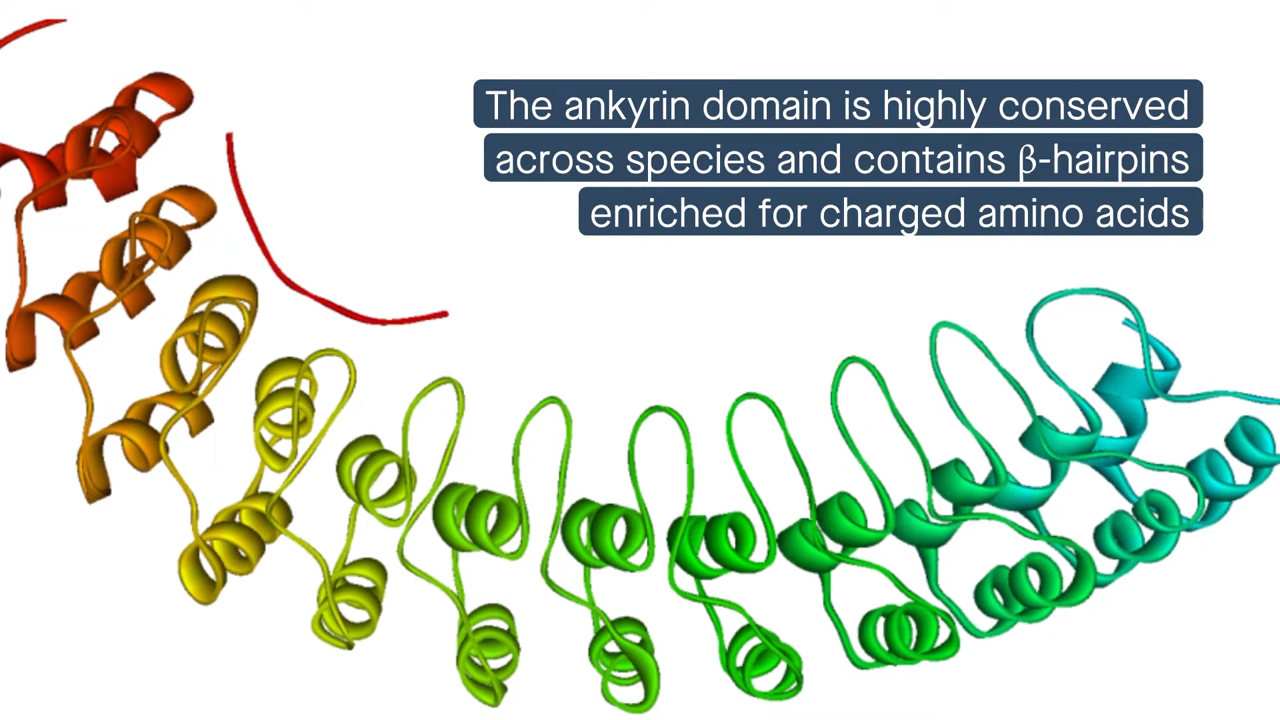 The ankyrin domain is highly conserved
across species and contains β-hairpins
enriched for charged amino acids